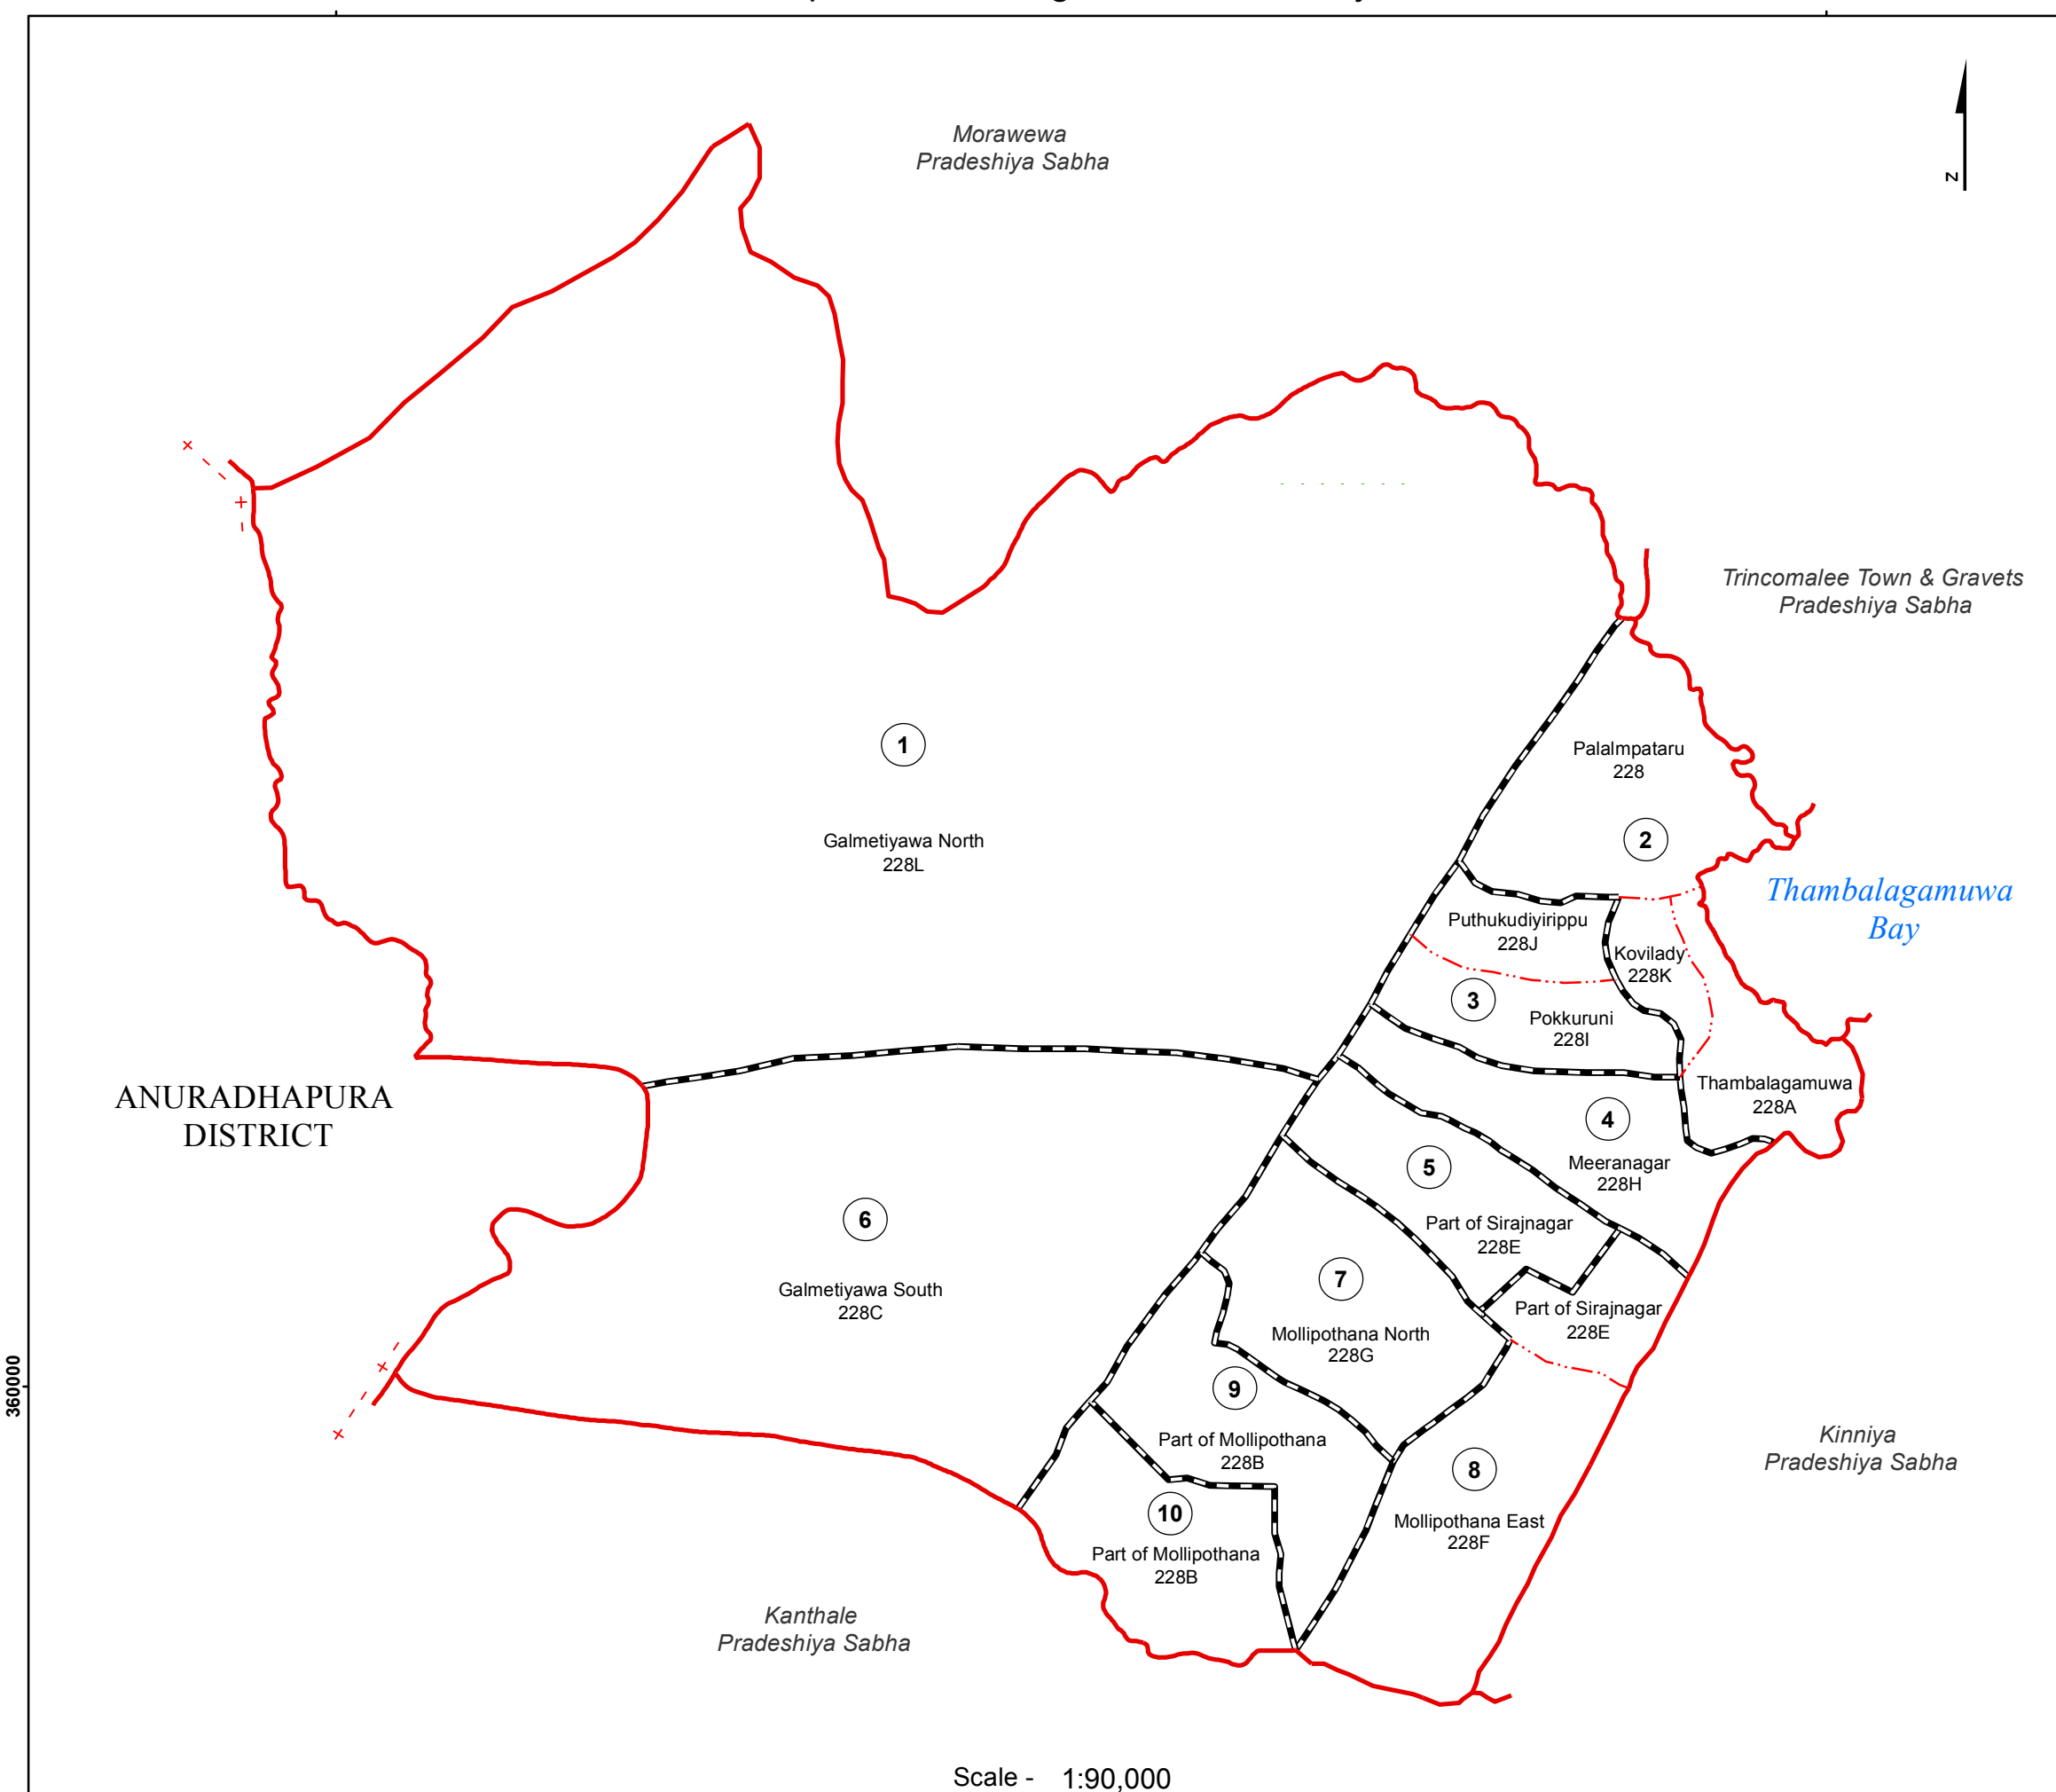 Morawewa
Pradeshiya Sabha
N
Trincomalee Town & Gravets
Pradeshiya Sabha
1
Galmetiyawa North
228L
Palalmpataru
228
2
Thambalagamuwa
Bay
Puthukudiyirippu
228J
Kovilady
228K
3
Pokkuruni
228I
Thambalagamuwa
228A
ANURADHAPURA
DISTRICT
4
Meeranagar
228H
5
Part of Sirajnagar
228E
6
Galmetiyawa South
228C
7
Mollipothana North
228G
Part of Sirajnagar
228E
360000
9
Part of Mollipothana
228B
8
Mollipothana East
228F
Kinniya
Pradeshiya Sabha
10
Part of Mollipothana
228B
Kanthale
Pradeshiya Sabha
Scale - 1:90,000